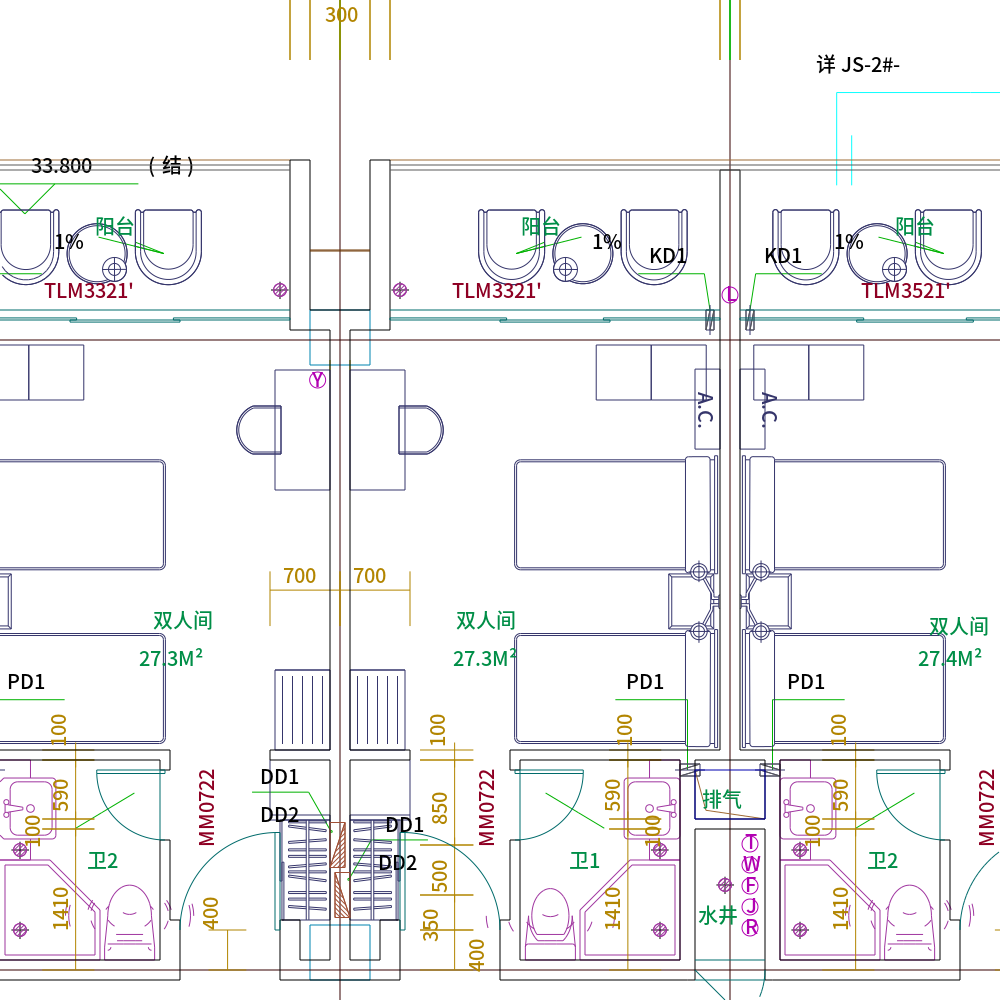 300
详 JS-2#-
33.800 （结）
阳台
1%
阳台
1%
KD1
KD1
阳台
1%
TLM3321'
TLM3321'
TLM3521'
L
Y
A.C.
A.C.
700
700
双人间
27.3M²
双人间
27.3M²
双人间
27.4M²
PD1
PD1
PD1
100
100
100
100
DD1
DD2
DD1
DD2
MM0722
MM0722
MM0722
590
590
590
850
排气
100
100
100
卫2
卫1
卫2
500
1410
1410
1410
400
350
400
水井
T
W
F
J
R